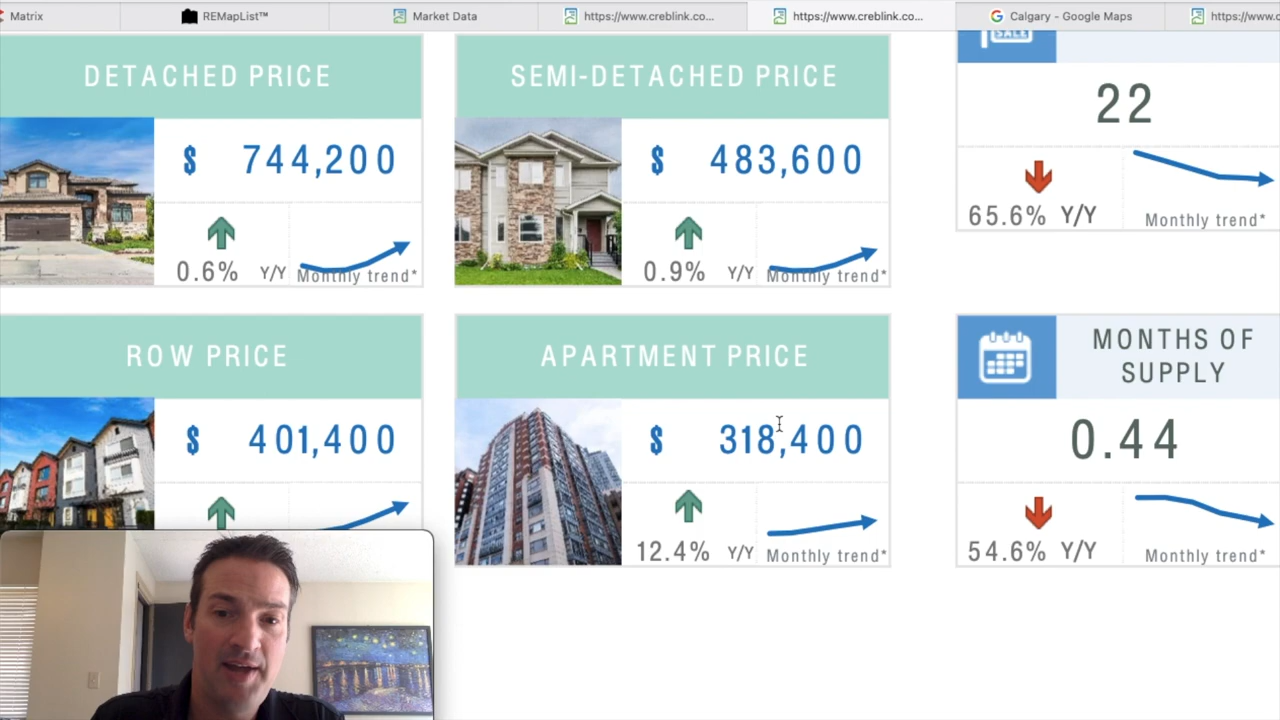 Matrix
REMapList™
Market Data
https://www.creblink.co...
https://www.creblink.co...
Calgary - Google Maps
https://www.c
DETACHED PRICE
$ 744,200
0.6% Y/Y
Monthly trend*
SEMI-DETACHED PRICE
$ 483,600
0.9% Y/Y
Monthly trend*
SALE
22
65.6% Y/Y
Monthly trend*
ROW PRICE
$ 401,400
APARTMENT PRICE
$ 318,400
12.4% Y/Y
Monthly trend*
MONTHS OF
SUPPLY
0.44
54.6% Y/Y
Monthly trend*